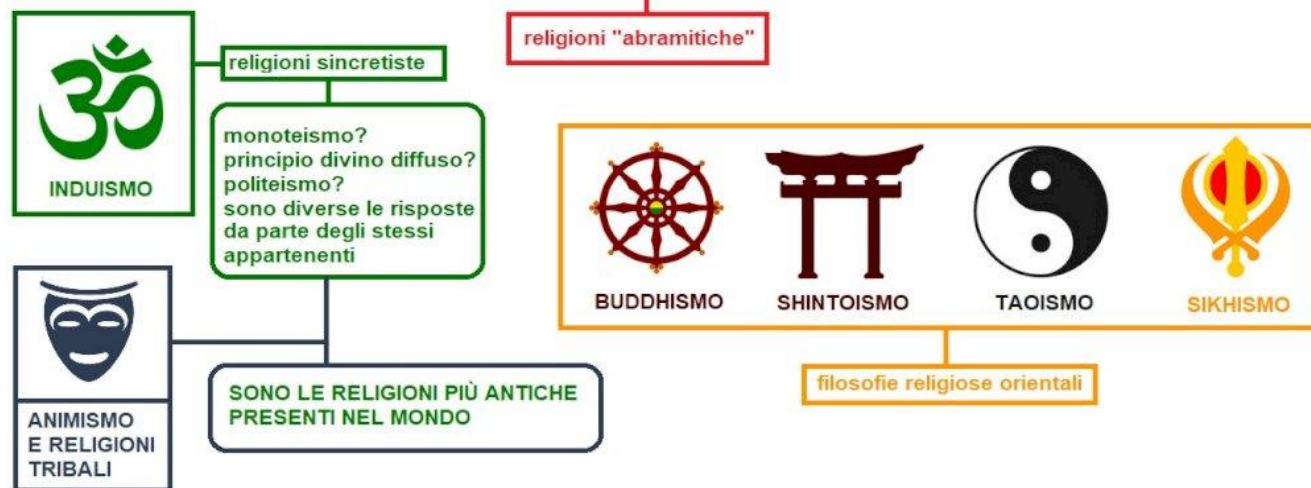 religioni "abramitiche"
religioni sincretiste
INDUISMO
monoteismo?
principio divino diffuso?
politeismo?
sono diverse le risposte
da parte degli stessi
appartenenti
BUDDHISMO
SHINTOISMO
TAOISMO
SIKHISMO
filosofie religiose orientali
ANIMISMO
E RELIGIONI
TRIBALI
SONO LE RELIGIONI PIÙ ANTICHE
PRESENTI NEL MONDO